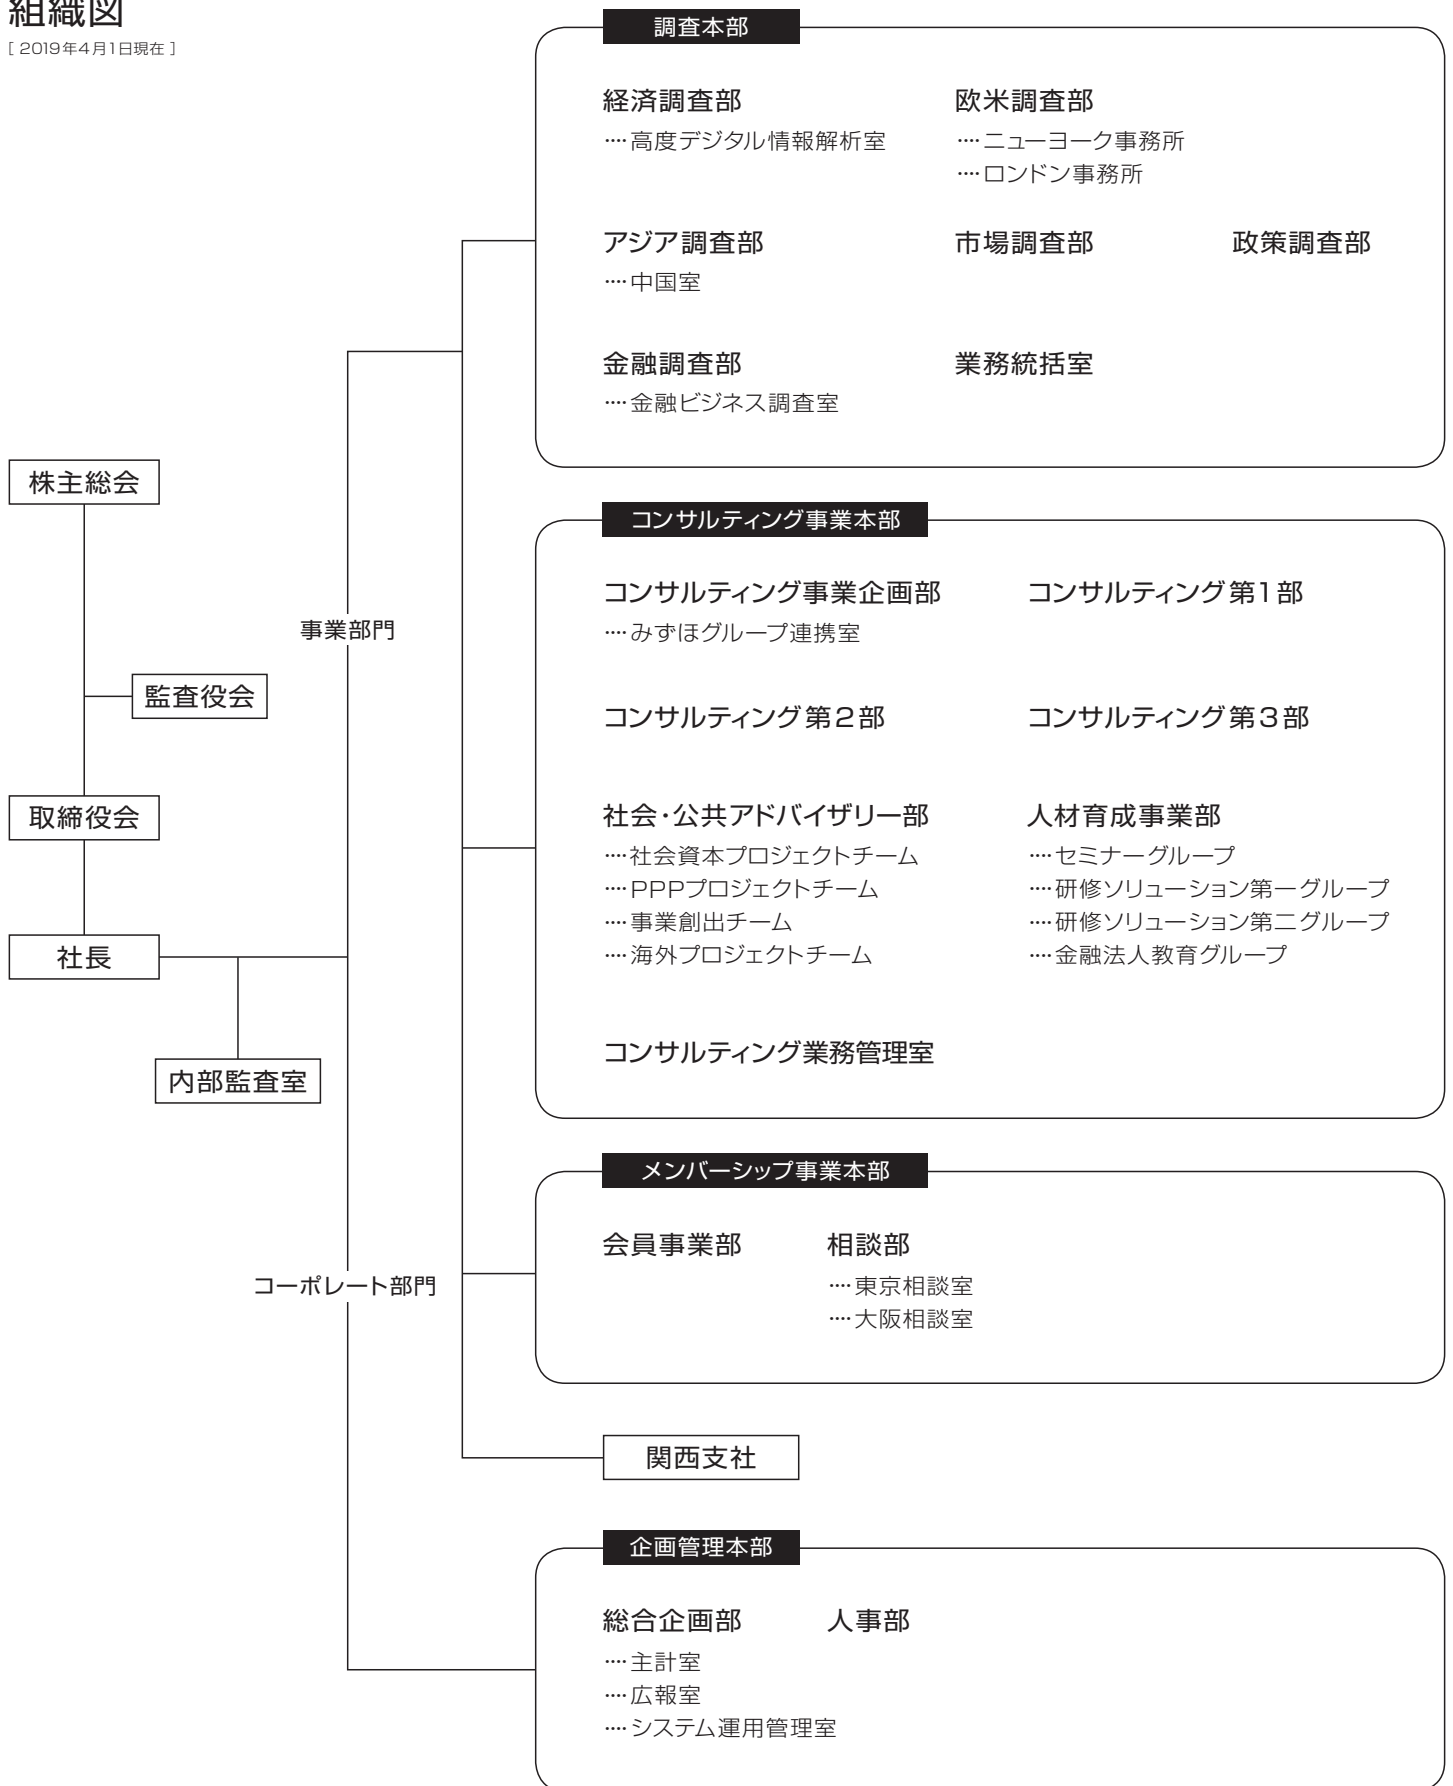 組織図
[ 2019年4月1日現在 ]
株主総会
監査役会
取締役会
社長
内部監査室
事業部門
コーポレート部門
調査本部
経済調査部
····高度デジタル情報解析室
欧米調査部
····ニューヨーク事務所
····ロンドン事務所
アジア調査部
····中国室
市場調査部
政策調査部
金融調査部
····金融ビジネス調査室
業務統括室
コンサルティング事業本部
コンサルティング事業企画部
····みずほグループ連携室
コンサルティング第1部
コンサルティング第2部
コンサルティング第3部
社会・公共アドバイザリー部
····社会資本プロジェクトチーム
····PPPプロジェクトチーム
····事業創出チーム
····海外プロジェクトチーム
人材育成事業部
····セミナーグループ
····研修ソリューション第一グループ
····研修ソリューション第二グループ
····金融法人教育グループ
コンサルティング業務管理室
メンバーシップ事業本部
会員事業部
相談部
····東京相談室
····大阪相談室
関西支社
企画管理本部
総合企画部
····主計室
····広報室
····システム運用管理室
人事部